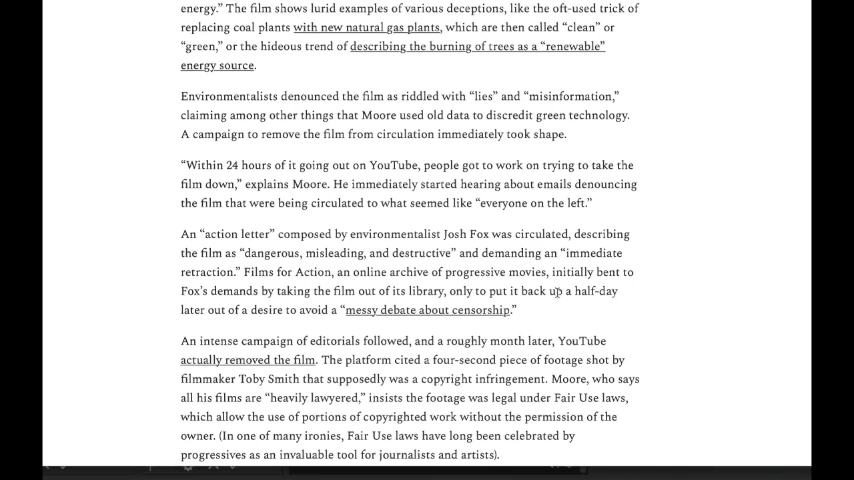 energy.” The film shows lurid examples of various deceptions, like the oft-used trick of
replacing coal plants with new natural gas plants, which are then called “clean” or
“green,” or the hideous trend of describing the burning of trees as a “renewable”
energy source.
Environmentalists denounced the film as riddled with “lies” and “misinformation,”
claiming among other things that Moore used old data to discredit green technology.
A campaign to remove the film from circulation immediately took shape.
“Within 24 hours of it going out on YouTube, people got to work on trying to take the
film down,” explains Moore. He immediately started hearing about emails denouncing
the film that were being circulated to what seemed like “everyone on the left.”
An “action letter” composed by environmentalist Josh Fox was circulated, describing
the film as “dangerous, misleading, and destructive” and demanding an “immediate
retraction.” Films for Action, an online archive of progressive movies, initially bent to
Fox’s demands by taking the film out of its library, only to put it back up a half-day
later out of a desire to avoid a “messy debate about censorship.”
An intense campaign of editorials followed, and a roughly month later, YouTube
actually removed the film. The platform cited a four-second piece of footage shot by
filmmaker Toby Smith that supposedly was a copyright infringement. Moore, who says
all his films are “heavily lawyered,” insists the footage was legal under Fair Use laws,
which allow the use of portions of copyrighted work without the permission of the
owner. (In one of many ironies, Fair Use laws have long been celebrated by
progressives as an invaluable tool for journalists and artists).